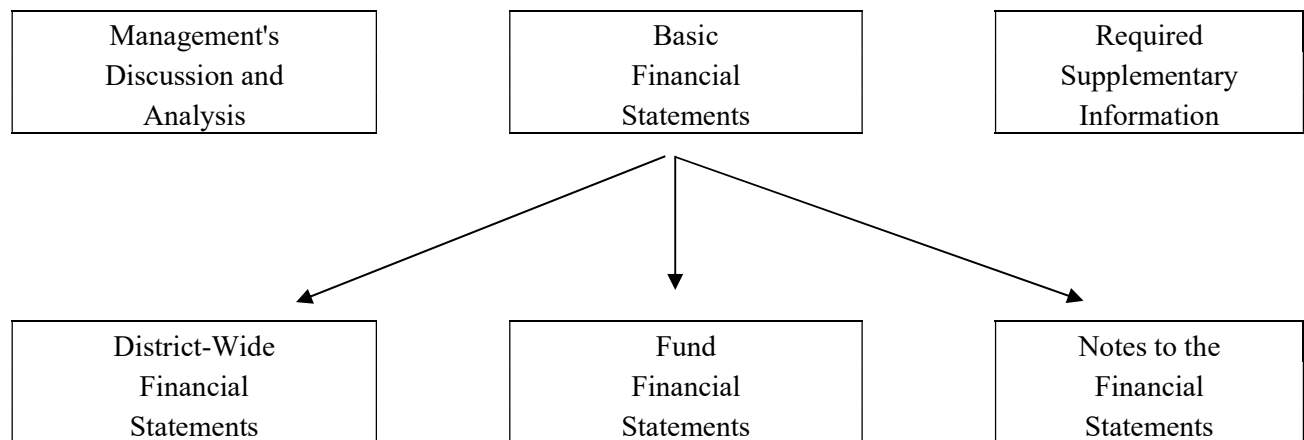 Management's
Discussion and
Analysis
Basic
Financial
Statements
Required
Supplementary
Information
District-Wide
Financial
Statements
Fund
Financial
Statements
Notes to the
Financial
Statements